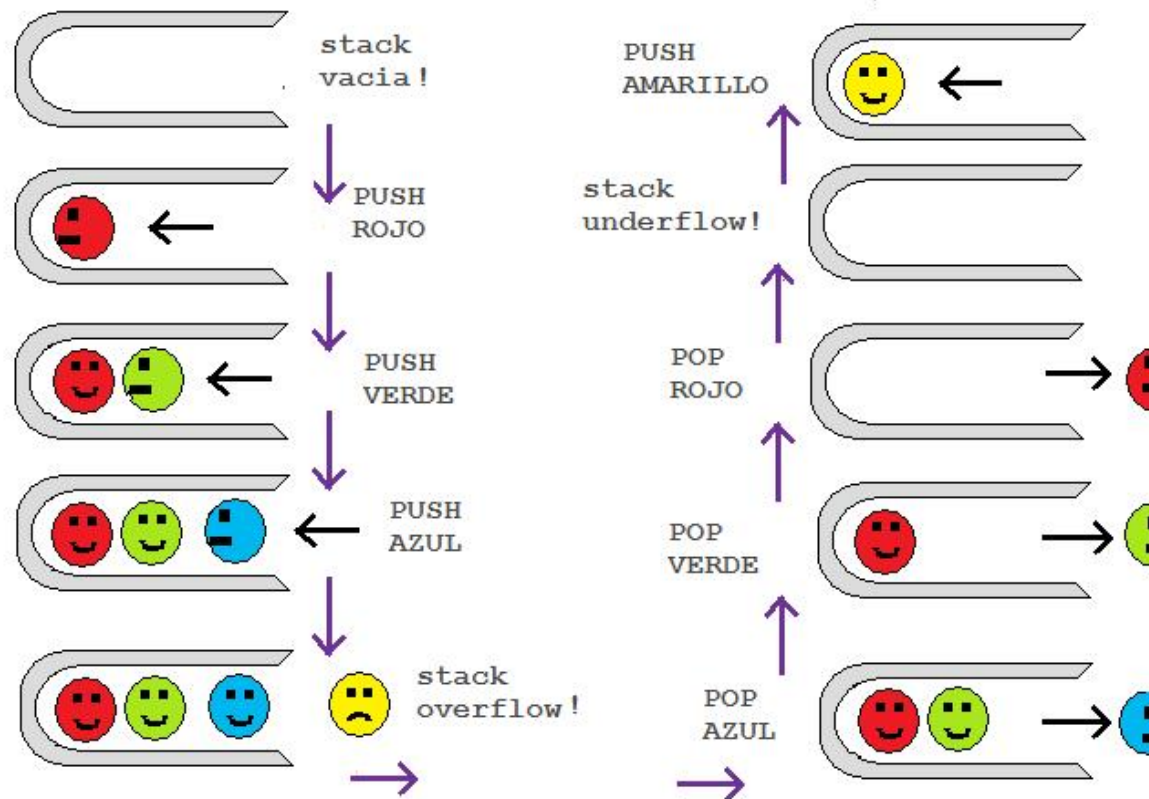 stack
vacia!
PUSH
ROJO
PUSH
VERDE
PUSH
AZUL
stack
overflow!
POP
AZUL
POP
VERDE
POP
ROJO
stack
underflow!
PUSH
AMARILLO